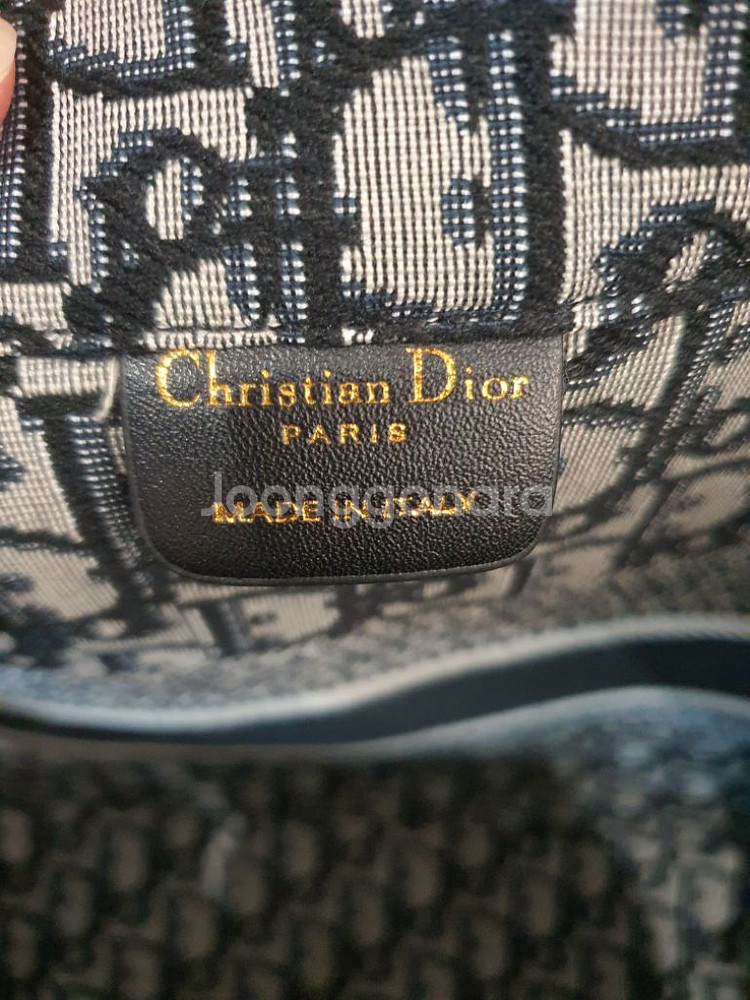 Christian Dior
PARIS
MADE IN ITALY
Joonggonara